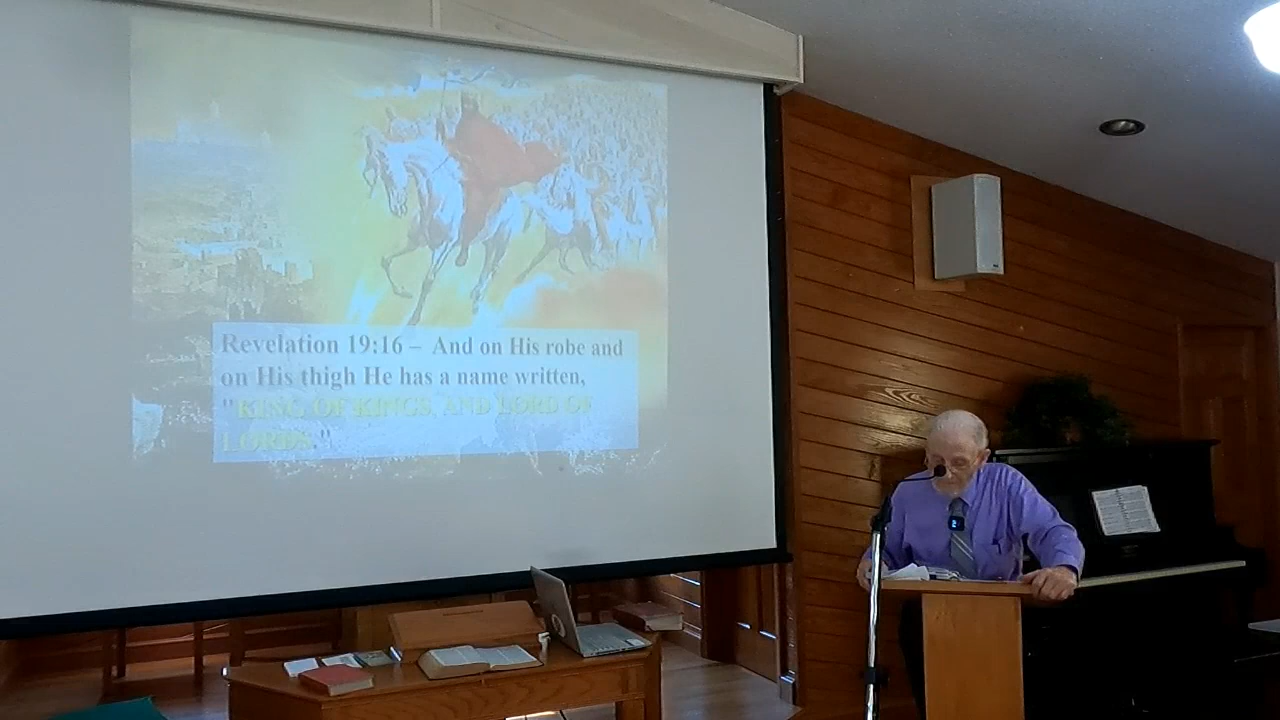 Revelation 19:16 – And on His robe and
on His thigh He has a name written,
"KING OF KINGS, AND LORD OF
LORDS."